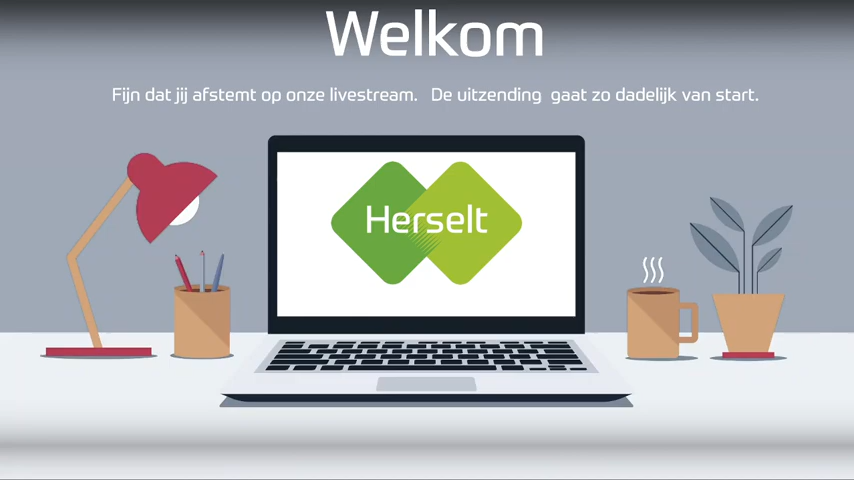 Welkom
Fijn dat jij afstemt op onze livestream. De uitzending gaat zo dadelijk van start.
Herselt